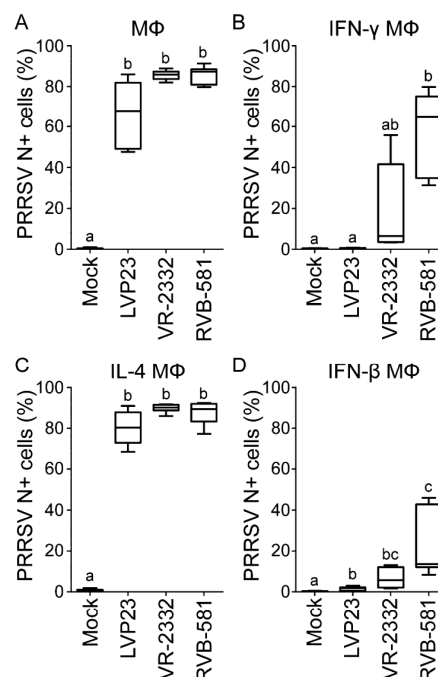 A MΦ
PRRSV N+ cells (%)
100
80
60
40
20
0
a
b
b
b
Mock
LVP23
VR-2332
RVB-581
B IFN-γ MΦ
PRRSV N+ cells (%)
100
80
60
40
20
0
a
a
ab
b
Mock
LVP23
VR-2332
RVB-581
C IL-4 MΦ
PRRSV N+ cells (%)
100
80
60
40
20
0
a
b
b
b
Mock
LVP23
VR-2332
RVB-581
D IFN-β MΦ
PRRSV N+ cells (%)
100
80
60
40
20
0
a
b
bc
c
Mock
LVP23
VR-2332
RVB-581